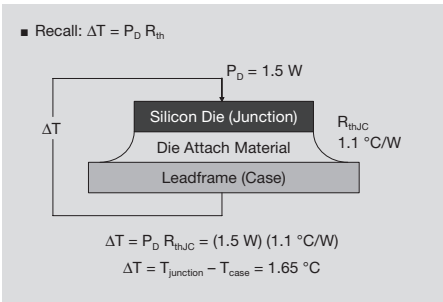 ■ Recall: ΔT = P_D R_th
P_D = 1.5 W
Silicon Die (Junction)
ΔT
R_thJC
1.1 °C/W
Die Attach Material
Leadframe (Case)
ΔT = P_D R_thJC = (1.5 W) (1.1 °C/W)
ΔT = T_junction – T_case = 1.65 °C